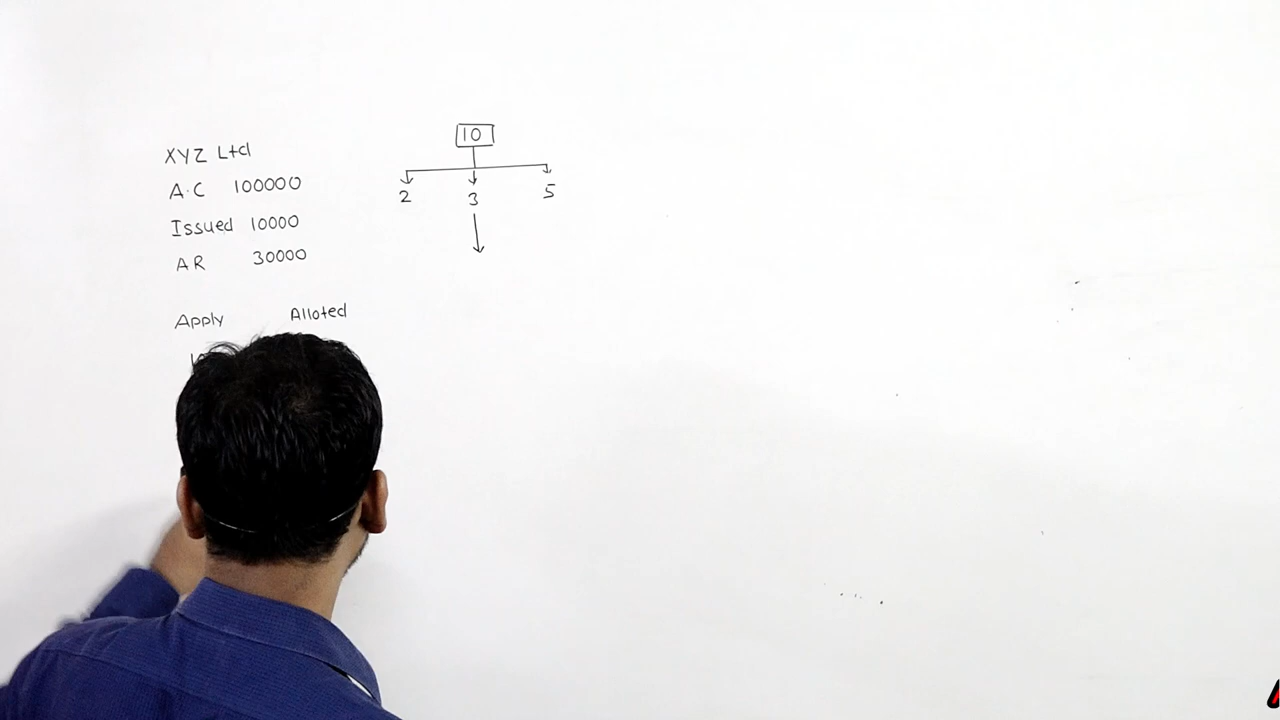 XYZ Ltd
A.C 100000
Issued 10000
AR 30000
Apply Alloted
10
2 3 5